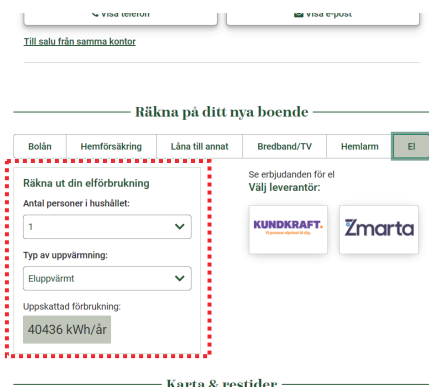 Visa telefon
Visa e-post
Till salu från samma kontor
Räkna på ditt nya boende
Bolån
Hemförsäkring
Låna till annat
Bredband/TV
Hemlarm
El
Räkna ut din elförbrukning
Antal personer i hushållet:
1
Typ av uppvärmning:
Eluppvärmt
Uppskattad förbrukning:
40436 kWh/år
Se erbjudanden för el
Välj leverantör:
KUNDKRAFT.
Zmarta
Karta & restider